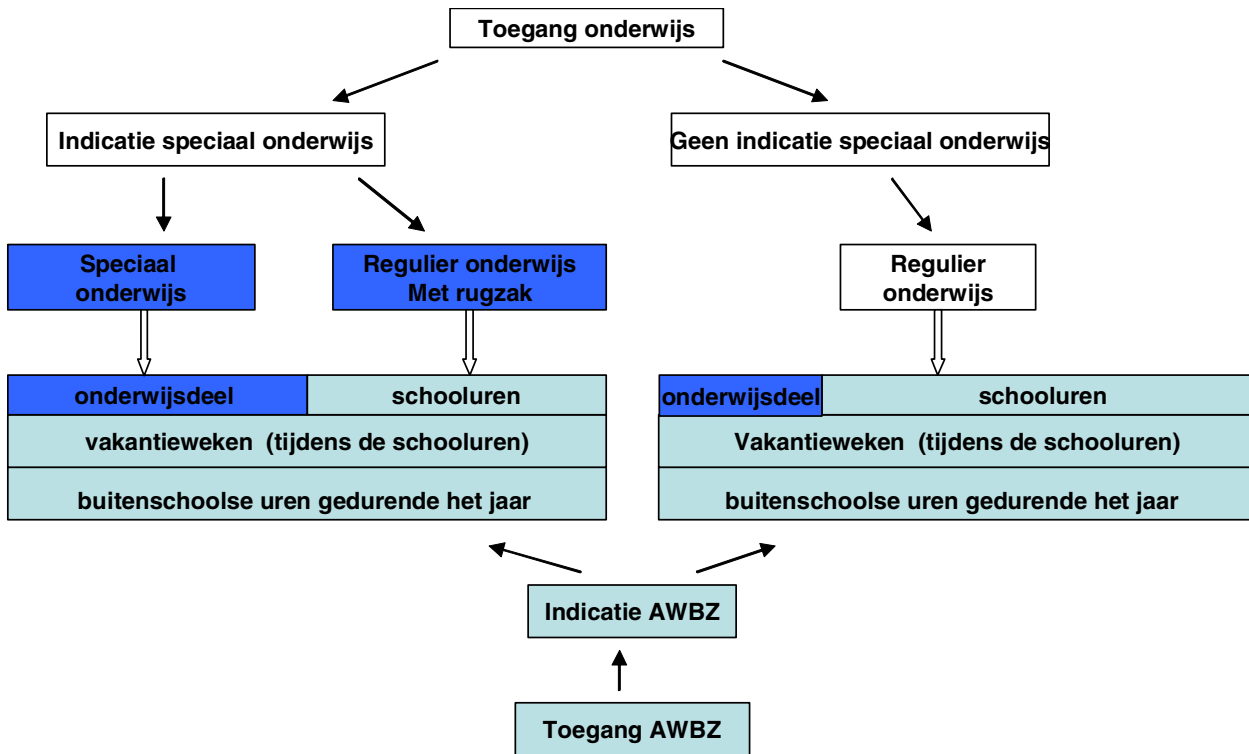 Toegang onderwijs
Indicatie speciaal onderwijs
Geen indicatie speciaal onderwijs
Speciaal
onderwijs
Regulier onderwijs
Met rugzak
Regulier
onderwijs
onderwijsdeel
schooluren
vakantieweken (tijdens de schooluren)
buitenschoolse uren gedurende het jaar
onderwijsdeel
schooluren
Vakantieweken (tijdens de schooluren)
buitenschoolse uren gedurende het jaar
Indicatie AWBZ
Toegang AWBZ